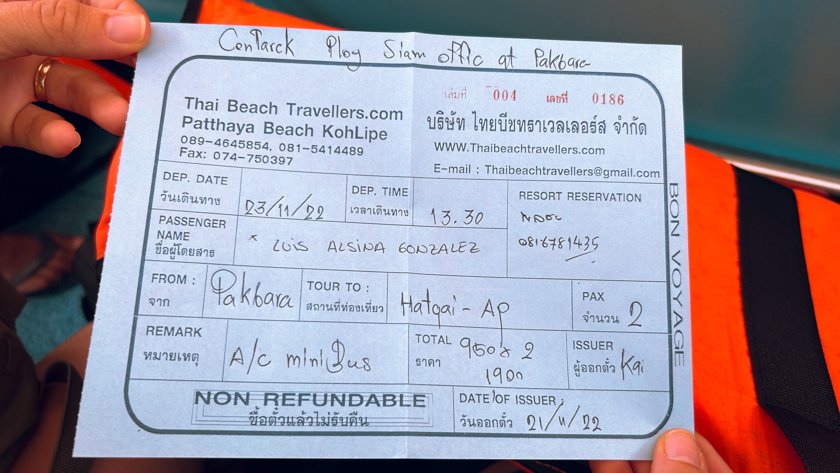 Centarck Ploy Siam offic at Pakbara
เล่มที่ 004 เลขที่ 0186
Thai Beach Travellers.com
Patthaya Beach KohLipe
089-4645854, 081-5414489
Fax: 074-750397
บริษัท ไทยบีชทราเวลเลอร์ส จำกัด
WWW.Thaibeachtravellers.com
E-mail : Thaibeachtravellers@gmail.com
DEP. DATE
วันเดินทาง
23/11/22
DEP. TIME
เวลาเดินทาง
13.30
RESORT RESERVATION
0816781435
PASSENGER
NAME
ชื่อผู้โดยสาร
* LUIS ALSINA GONZALEZ
FROM :
จาก
Pakbara
TOUR TO :
สถานที่ท่องเที่ยว
Hatgai - Ap
PAX
จำนวน 2
REMARK
หมายเหตุ
A/c miniBus
TOTAL 950 x 2
ราคา 1900
ISSUER
ผู้ออกตั๋ว Kai
NON REFUNDABLE
ซื้อตั๋วแล้วไม่รับคืน
DATE OF ISSUER :
วันออกตั๋ว 21/11/22
BON VOYAGE